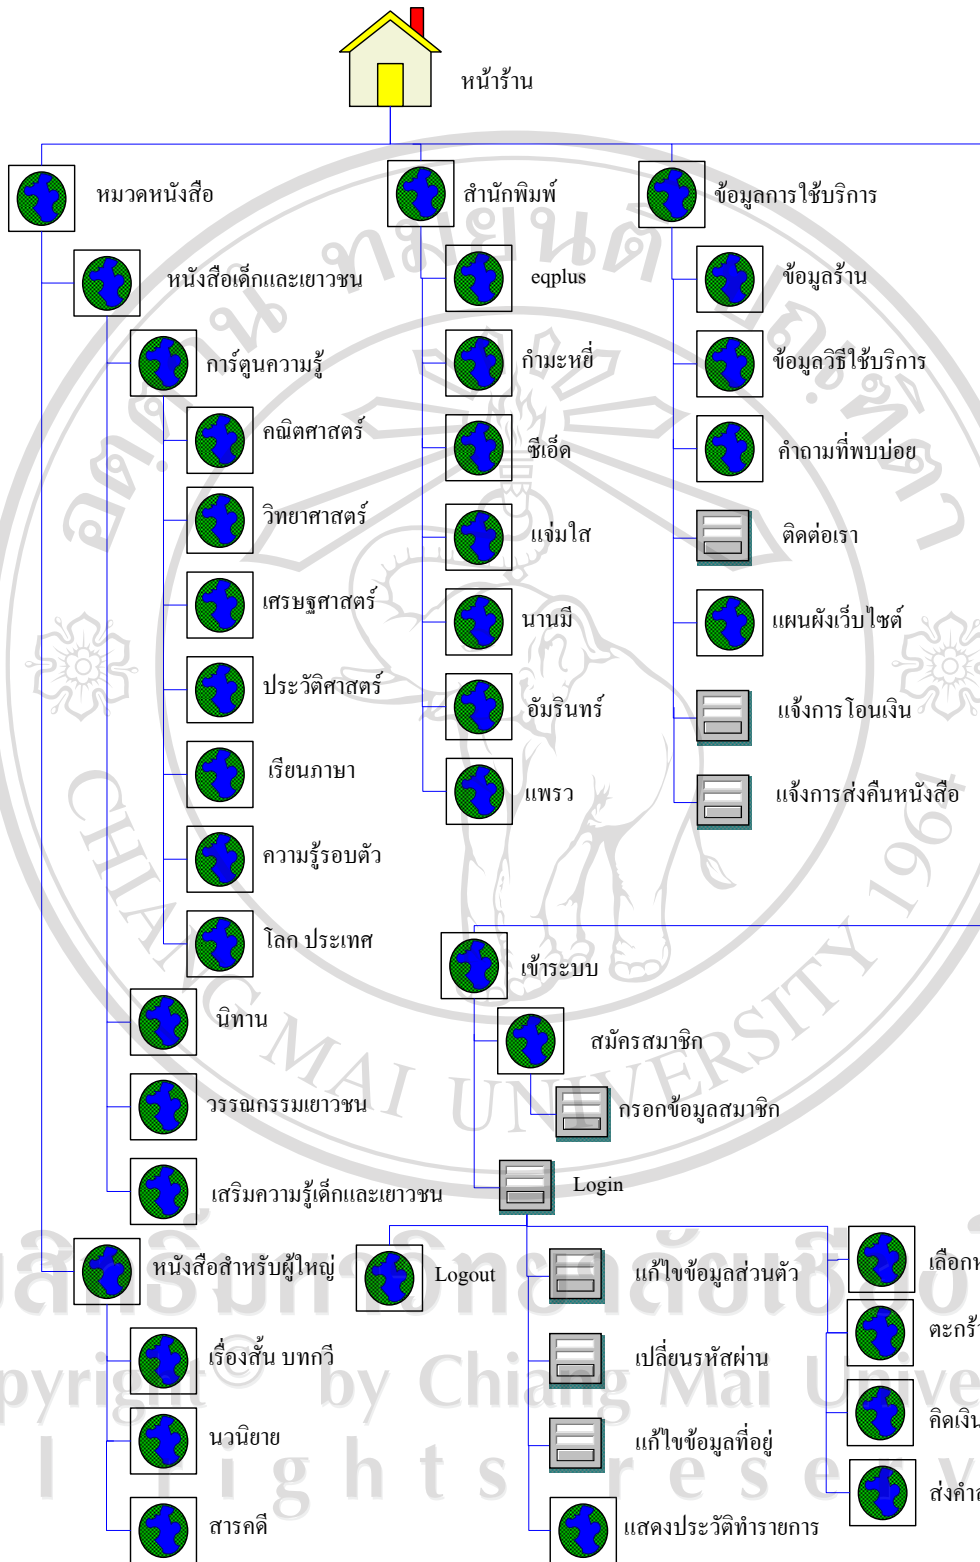 หน้าร้าน
หมวดหนังสือ
หนังสือเด็กและเยาวชน
การ์ตูนความรู้
คณิตศาสตร์
วิทยาศาสตร์
เศรษฐศาสตร์
ประวัติศาสตร์
เรียนภาษา
ความรู้รอบตัว
โลก ประเทศ
นิทาน
วรรณกรรมเยาวชน
เสริมความรู้เด็กและเยาวชน
หนังสือสำหรับผู้ใหญ่
เรื่องสั้น บทกวี
นวนิยาย
สารคดี
สำนักพิมพ์
eqplus
กำมะหยี่
ซีเอ็ด
แจ่มใส
นานมี
อัมรินทร์
แพรว
ข้อมูลการใช้บริการ
ข้อมูลร้าน
ข้อมูลวิธีใช้บริการ
คำถามที่พบบ่อย
ติดต่อเรา
แผนผังเว็บไซต์
แจ้งการโอนเงิน
แจ้งการส่งคืนหนังสือ
เข้าระบบ
สมัครสมาชิก
กรอกข้อมูลสมาชิก
Login
Logout
แก้ไขข้อมูลส่วนตัว
เปลี่ยนรหัสผ่าน
แก้ไขข้อมูลที่อยู่
แสดงประวัติทำรายการ
ตะกร้า
คิดเงิน
CHIANG MAI UNIVERSITY 1964
by Chiang Mai
rights